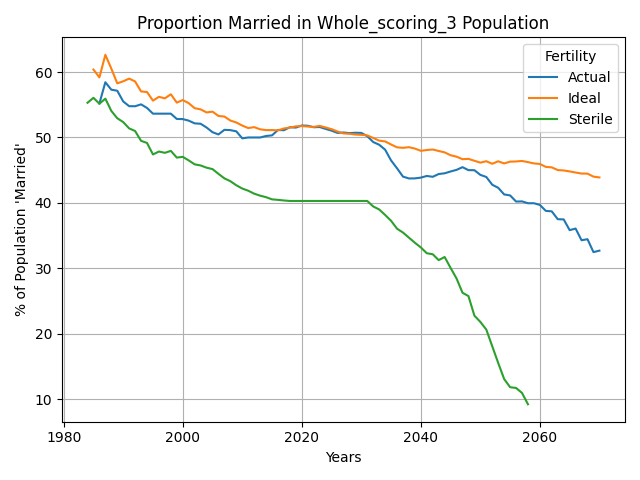 Proportion Married in Whole_scoring_3 Population
Fertility
Actual
Ideal
Sterile
% of Population 'Married'
60
50
40
30
20
10
1980
2000
2020
2040
2060
Years